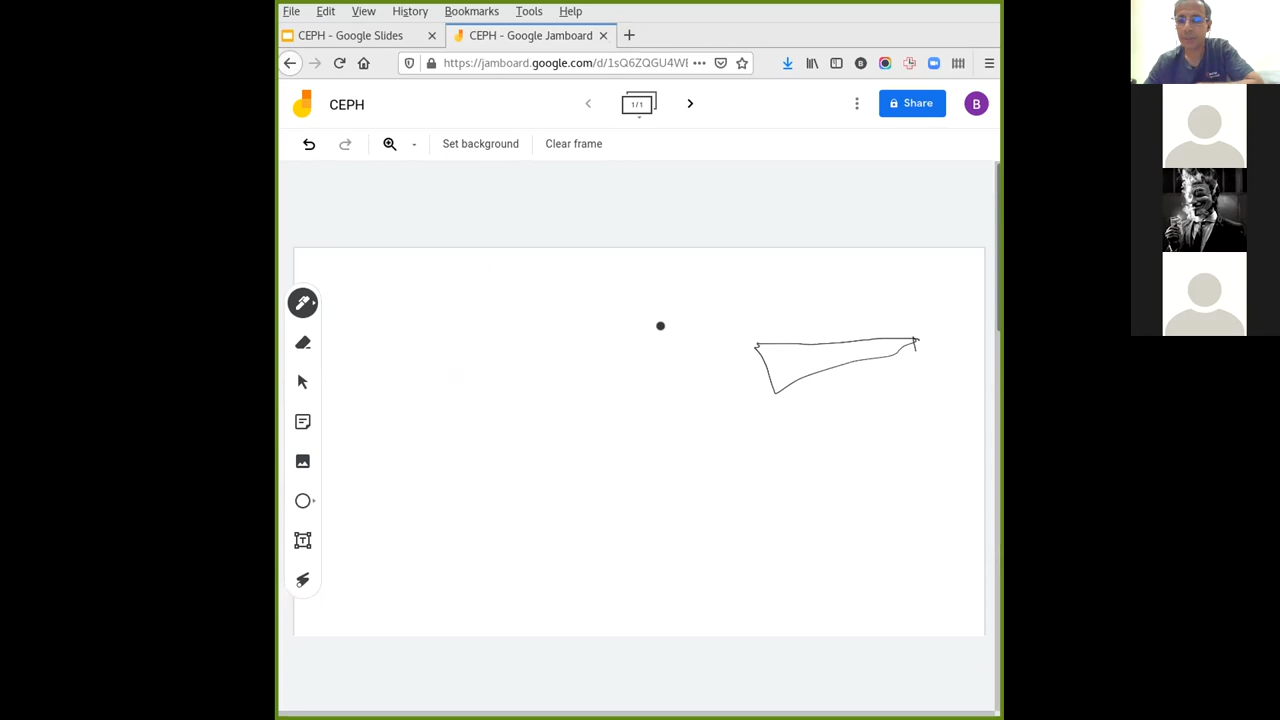 File Edit View History Bookmarks Tools Help
CEPH - Google Slides
CEPH - Google Jamboard
https://jamboard.google.com/d/1sQ6ZQGU4WE
CEPH
1/1
Share
B
Set background
Clear frame